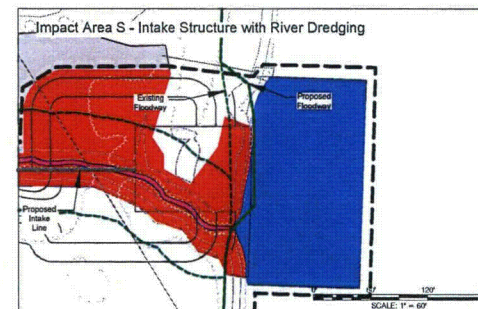 Impact Area S - Intake Structure with River Dredging
Existing
Floodway
Proposed
Floodway
Proposed
Intake
Line
0' 60' 120'
SCALE: 1" = 60'